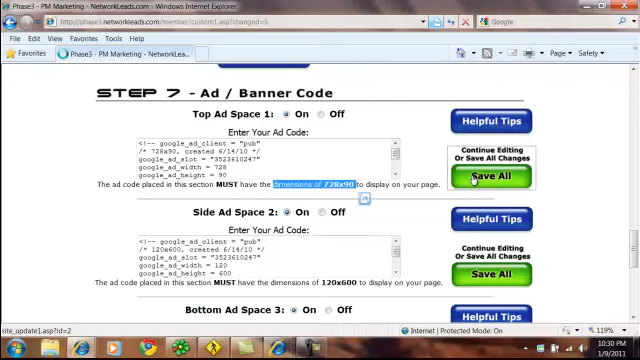 Phase3 - PM Marketing - NetworkLeads.com - Windows Internet Explorer
http://phase3.networkleads.com/member/custom1.asp?changed=5
Google
File Edit View Favorites Tools Help
Favorites
Phase3 - PM Marketing - NetworkLea...
Page Safety
STEP 7 - Ad / Banner Code
Top Ad Space 1: On Off
Helpful Tips
Enter Your Ad Code:
<!-- google_ad_client = "pub"
/* 728x90, created 6/14/10 */
google_ad_slot = "3523610247"
google_ad_width = 728
google_ad_height = 90
Continue Editing
Or Save All Changes
Save All
The ad code placed in this section MUST have the dimensions of 728x90 to display on your page.
Side Ad Space 2: On Off
Helpful Tips
Enter Your Ad Code:
<!-- google_ad_client = "pub"
/* 120x600, created 6/14/10 */
google_ad_slot = "3523610247"
google_ad_width = 120
google_ad_height = 600
Continue Editing
Or Save All Changes
Save All
The ad code placed in this section must have the dimensions of 120x600 to display on your page.
Bottom Ad Space 3: On Off
Helpful Tips
site_update1.asp?id=2
Internet | Protected Mode: On
119%
10:30 PM
1/9/2011